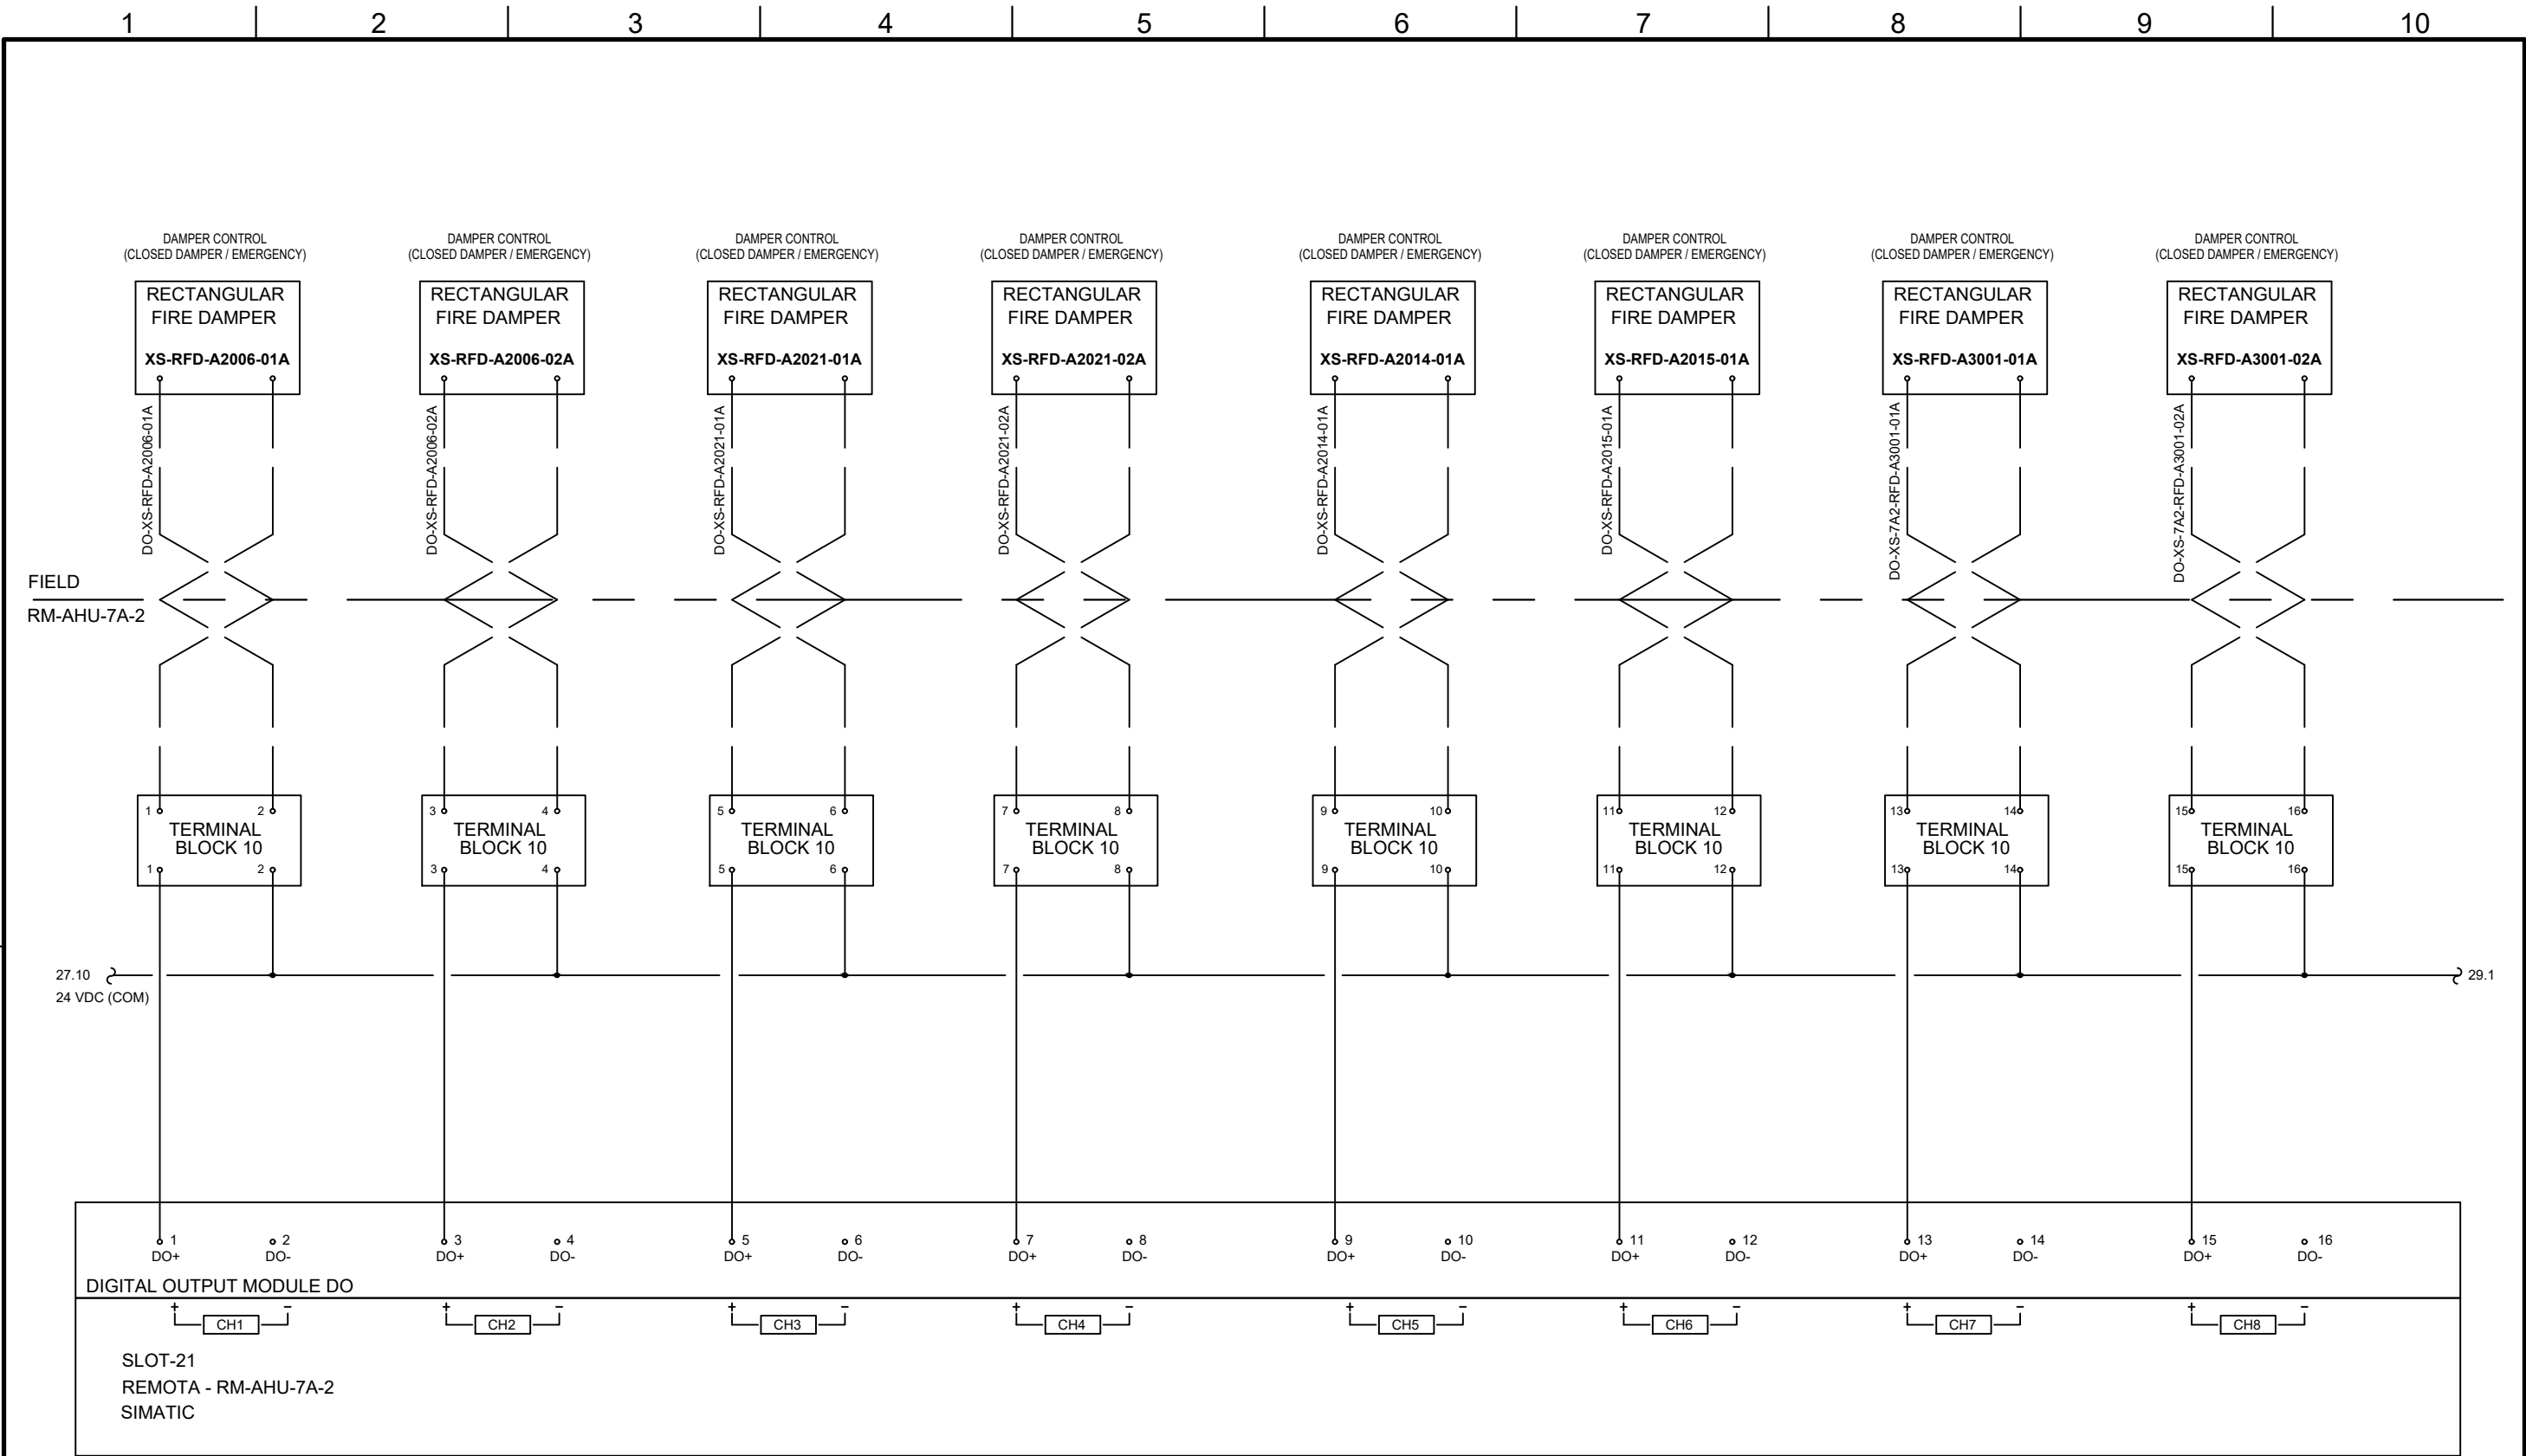 1 2 3 4 5 6 7 8 9 10
DAMPER CONTROL
(CLOSED DAMPER / EMERGENCY)
RECTANGULAR
FIRE DAMPER
XS-RFD-A2006-01A
DO-XS-RFD-A2006-01A
DAMPER CONTROL
(CLOSED DAMPER / EMERGENCY)
RECTANGULAR
FIRE DAMPER
XS-RFD-A2006-02A
DO-XS-RFD-A2006-02A
DAMPER CONTROL
(CLOSED DAMPER / EMERGENCY)
RECTANGULAR
FIRE DAMPER
XS-RFD-A2021-01A
DO-XS-RFD-A2021-01A
DAMPER CONTROL
(CLOSED DAMPER / EMERGENCY)
RECTANGULAR
FIRE DAMPER
XS-RFD-A2021-02A
DO-XS-RFD-A2021-02A
DAMPER CONTROL
(CLOSED DAMPER / EMERGENCY)
RECTANGULAR
FIRE DAMPER
XS-RFD-A2014-01A
DO-XS-RFD-A2014-01A
DAMPER CONTROL
(CLOSED DAMPER / EMERGENCY)
RECTANGULAR
FIRE DAMPER
XS-RFD-A2015-01A
DO-XS-RFD-A2015-01A
DAMPER CONTROL
(CLOSED DAMPER / EMERGENCY)
RECTANGULAR
FIRE DAMPER
XS-RFD-A3001-01A
DO-XS-7A2-RFD-A3001-01A
DAMPER CONTROL
(CLOSED DAMPER / EMERGENCY)
RECTANGULAR
FIRE DAMPER
XS-RFD-A3001-02A
DO-XS-7A2-RFD-A3001-02A
FIELD
RM-AHU-7A-2
1 2
TERMINAL
BLOCK 10
1 2
3 4
TERMINAL
BLOCK 10
3 4
5 6
TERMINAL
BLOCK 10
5 6
7 8
TERMINAL
BLOCK 10
7 8
9 10
TERMINAL
BLOCK 10
9 10
11 12
TERMINAL
BLOCK 10
11 12
13 14
TERMINAL
BLOCK 10
13 14
15 16
TERMINAL
BLOCK 10
15 16
27.10
24 VDC (COM)
29.1
1 2 3 4 5 6 7 8 9 10 11 12 13 14 15 16
DO+ DO- DO+ DO- DO+ DO- DO+ DO- DO+ DO- DO+ DO- DO+ DO- DO+ DO-
DIGITAL OUTPUT MODULE DO
+ - + - + - + - + - + - + - + -
CH1 CH2 CH3 CH4 CH5 CH6 CH7 CH8
SLOT-21
REMOTA - RM-AHU-7A-2
SIMATIC